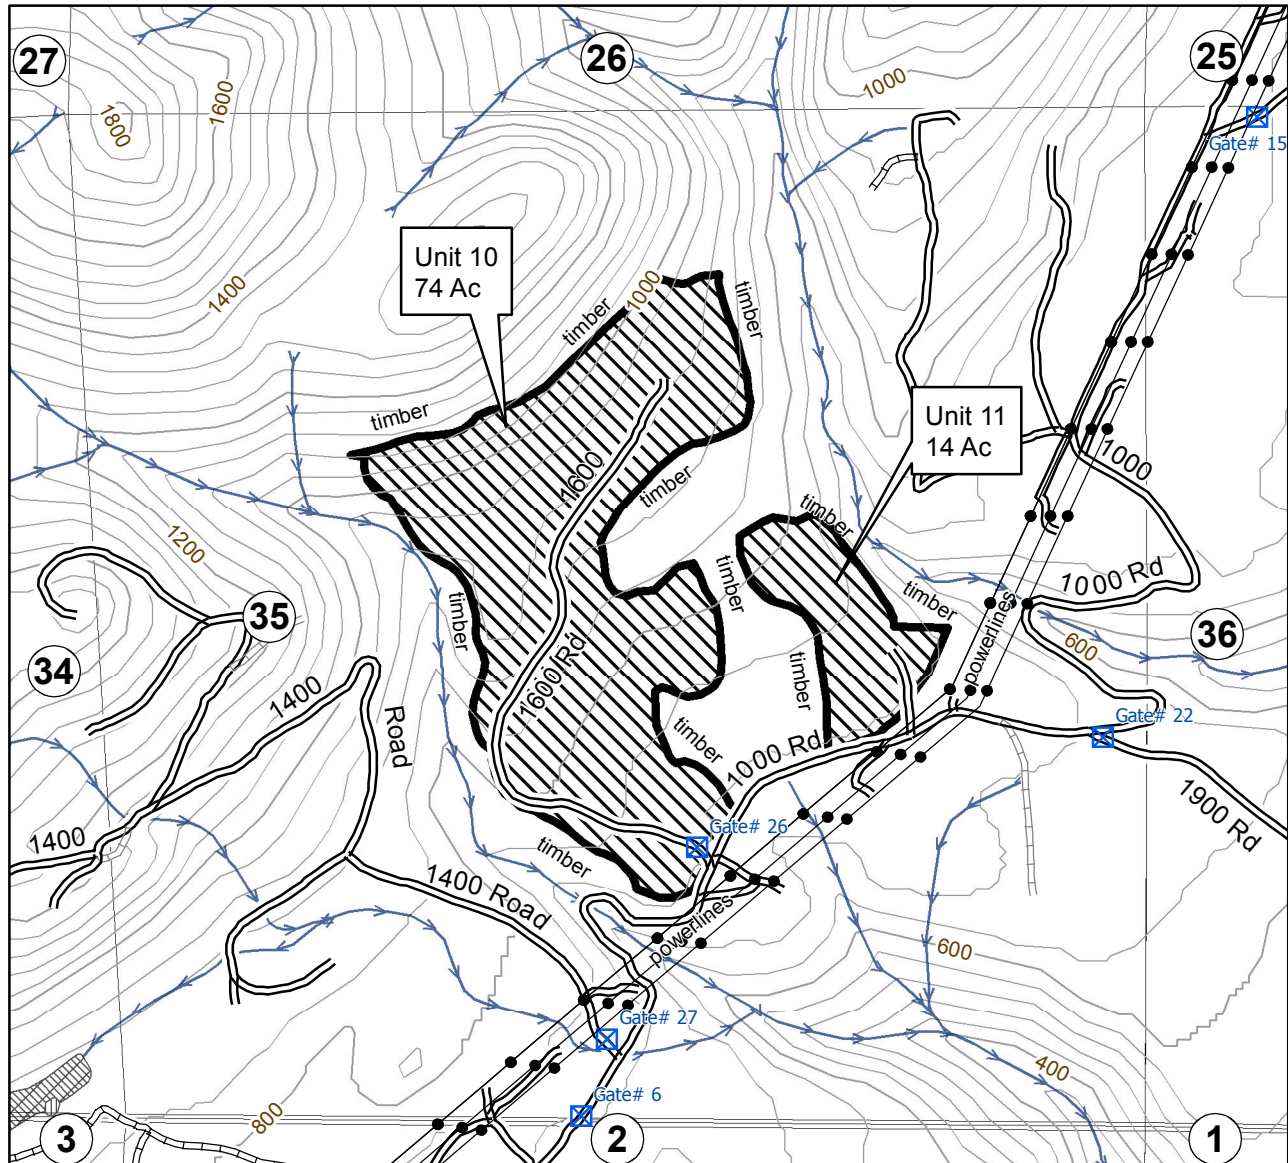 27
26
25
1800
1600
1000
Gate# 15
Unit 10
74 Ac
1400
timber
1000
timber
timber
Unit 11
14 Ac
1000
1600
timber
timber
1200
timber
timber
timber
1000 Rd
powerlines
35
34
36
600
1600 Rd
timber
1400
Road
timber
1000 Rd
Gate# 22
1900 Rd
1400
Gate# 26
timber
1400 Road
powerlines
600
Gate# 27
400
Gate# 6
800
3
2
1